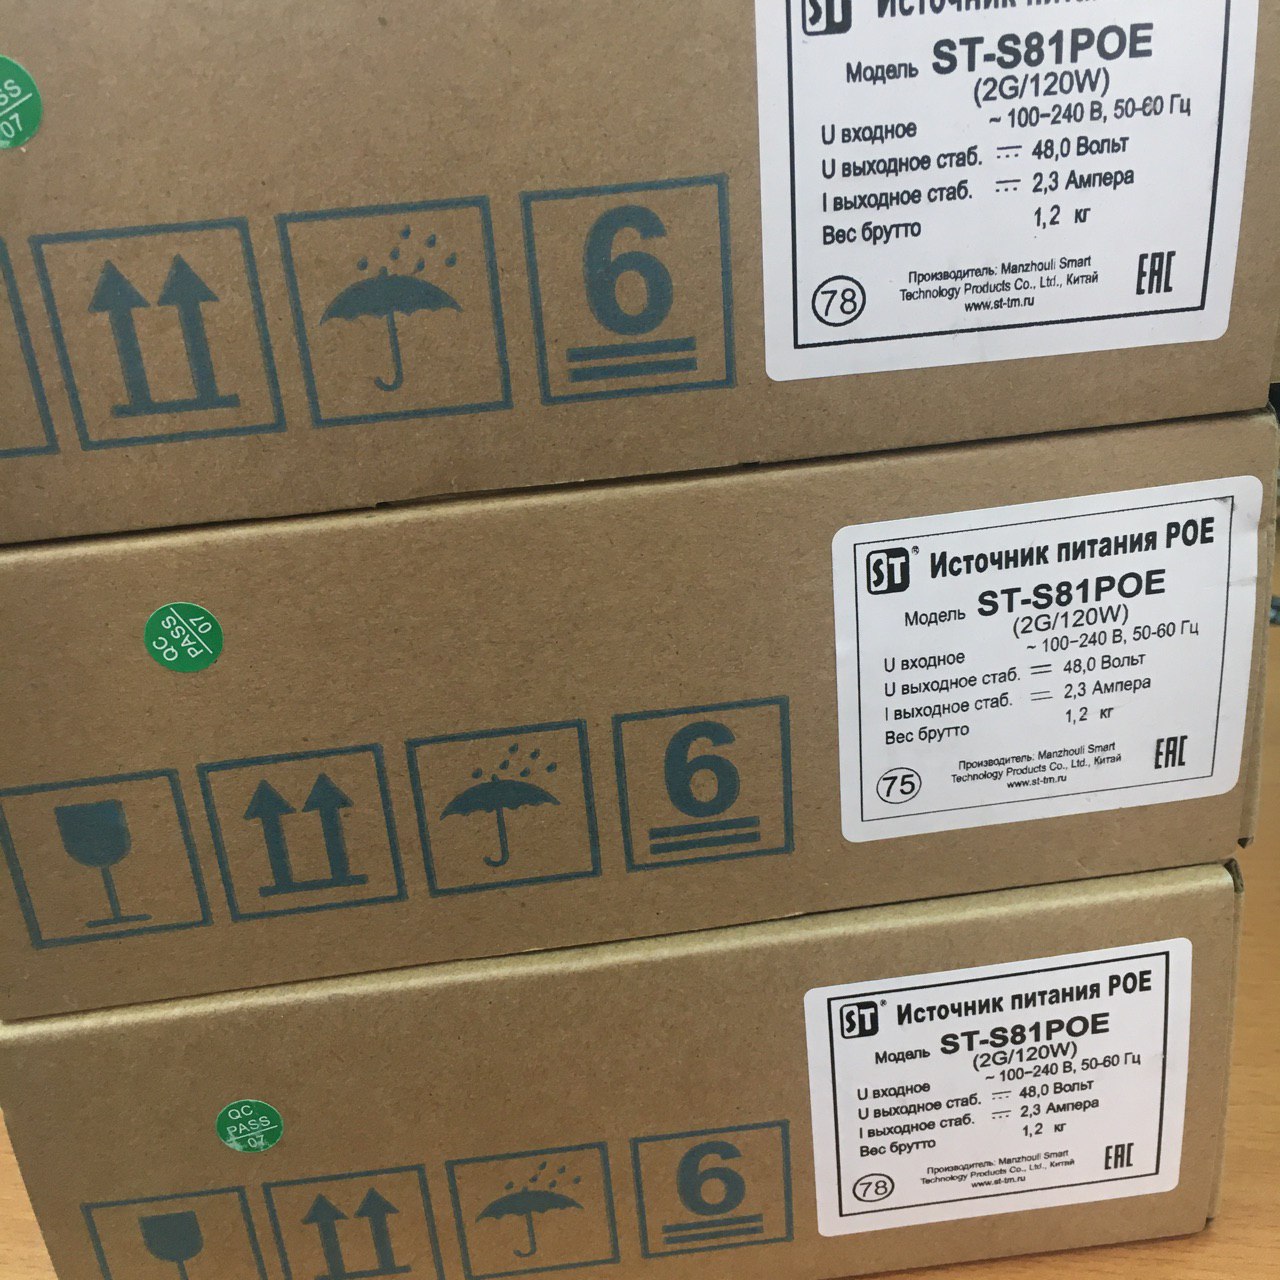 ST Источник питания
Модель ST-S81POE
(2G/120W)
U входное ~ 100-240 В, 50-60 Гц
U выходное стаб. 48,0 Вольт
I выходное стаб. 2,3 Ампера
Вес брутто 1,2 кг
78 Производитель: Manzhouli Smart
Technology Products Co., Ltd., Китай
www.st-tm.ru
EAC
SS
07
6
ST® Источник питания POE
Модель ST-S81POE
(2G/120W)
U входное ~ 100-240 В, 50-60 Гц
U выходное стаб. 48,0 Вольт
I выходное стаб. 2,3 Ампера
Вес брутто 1,2 кг
75 Производитель: Manzhouli Smart
Technology Products Co., Ltd., Китай
www.st-tm.ru
EAC
QC
PASS
07
6
ST® Источник питания POE
Модель ST-S81POE
(2G/120W)
U входное ~ 100-240 В, 50-60 Гц
U выходное стаб. 48,0 Вольт
I выходное стаб. 2,3 Ампера
Вес брутто 1,2 кг
78 Производитель: Manzhouli Smart
Technology Products Co., Ltd., Китай
www.st-tm.ru
EAC
QC
PASS
07
6